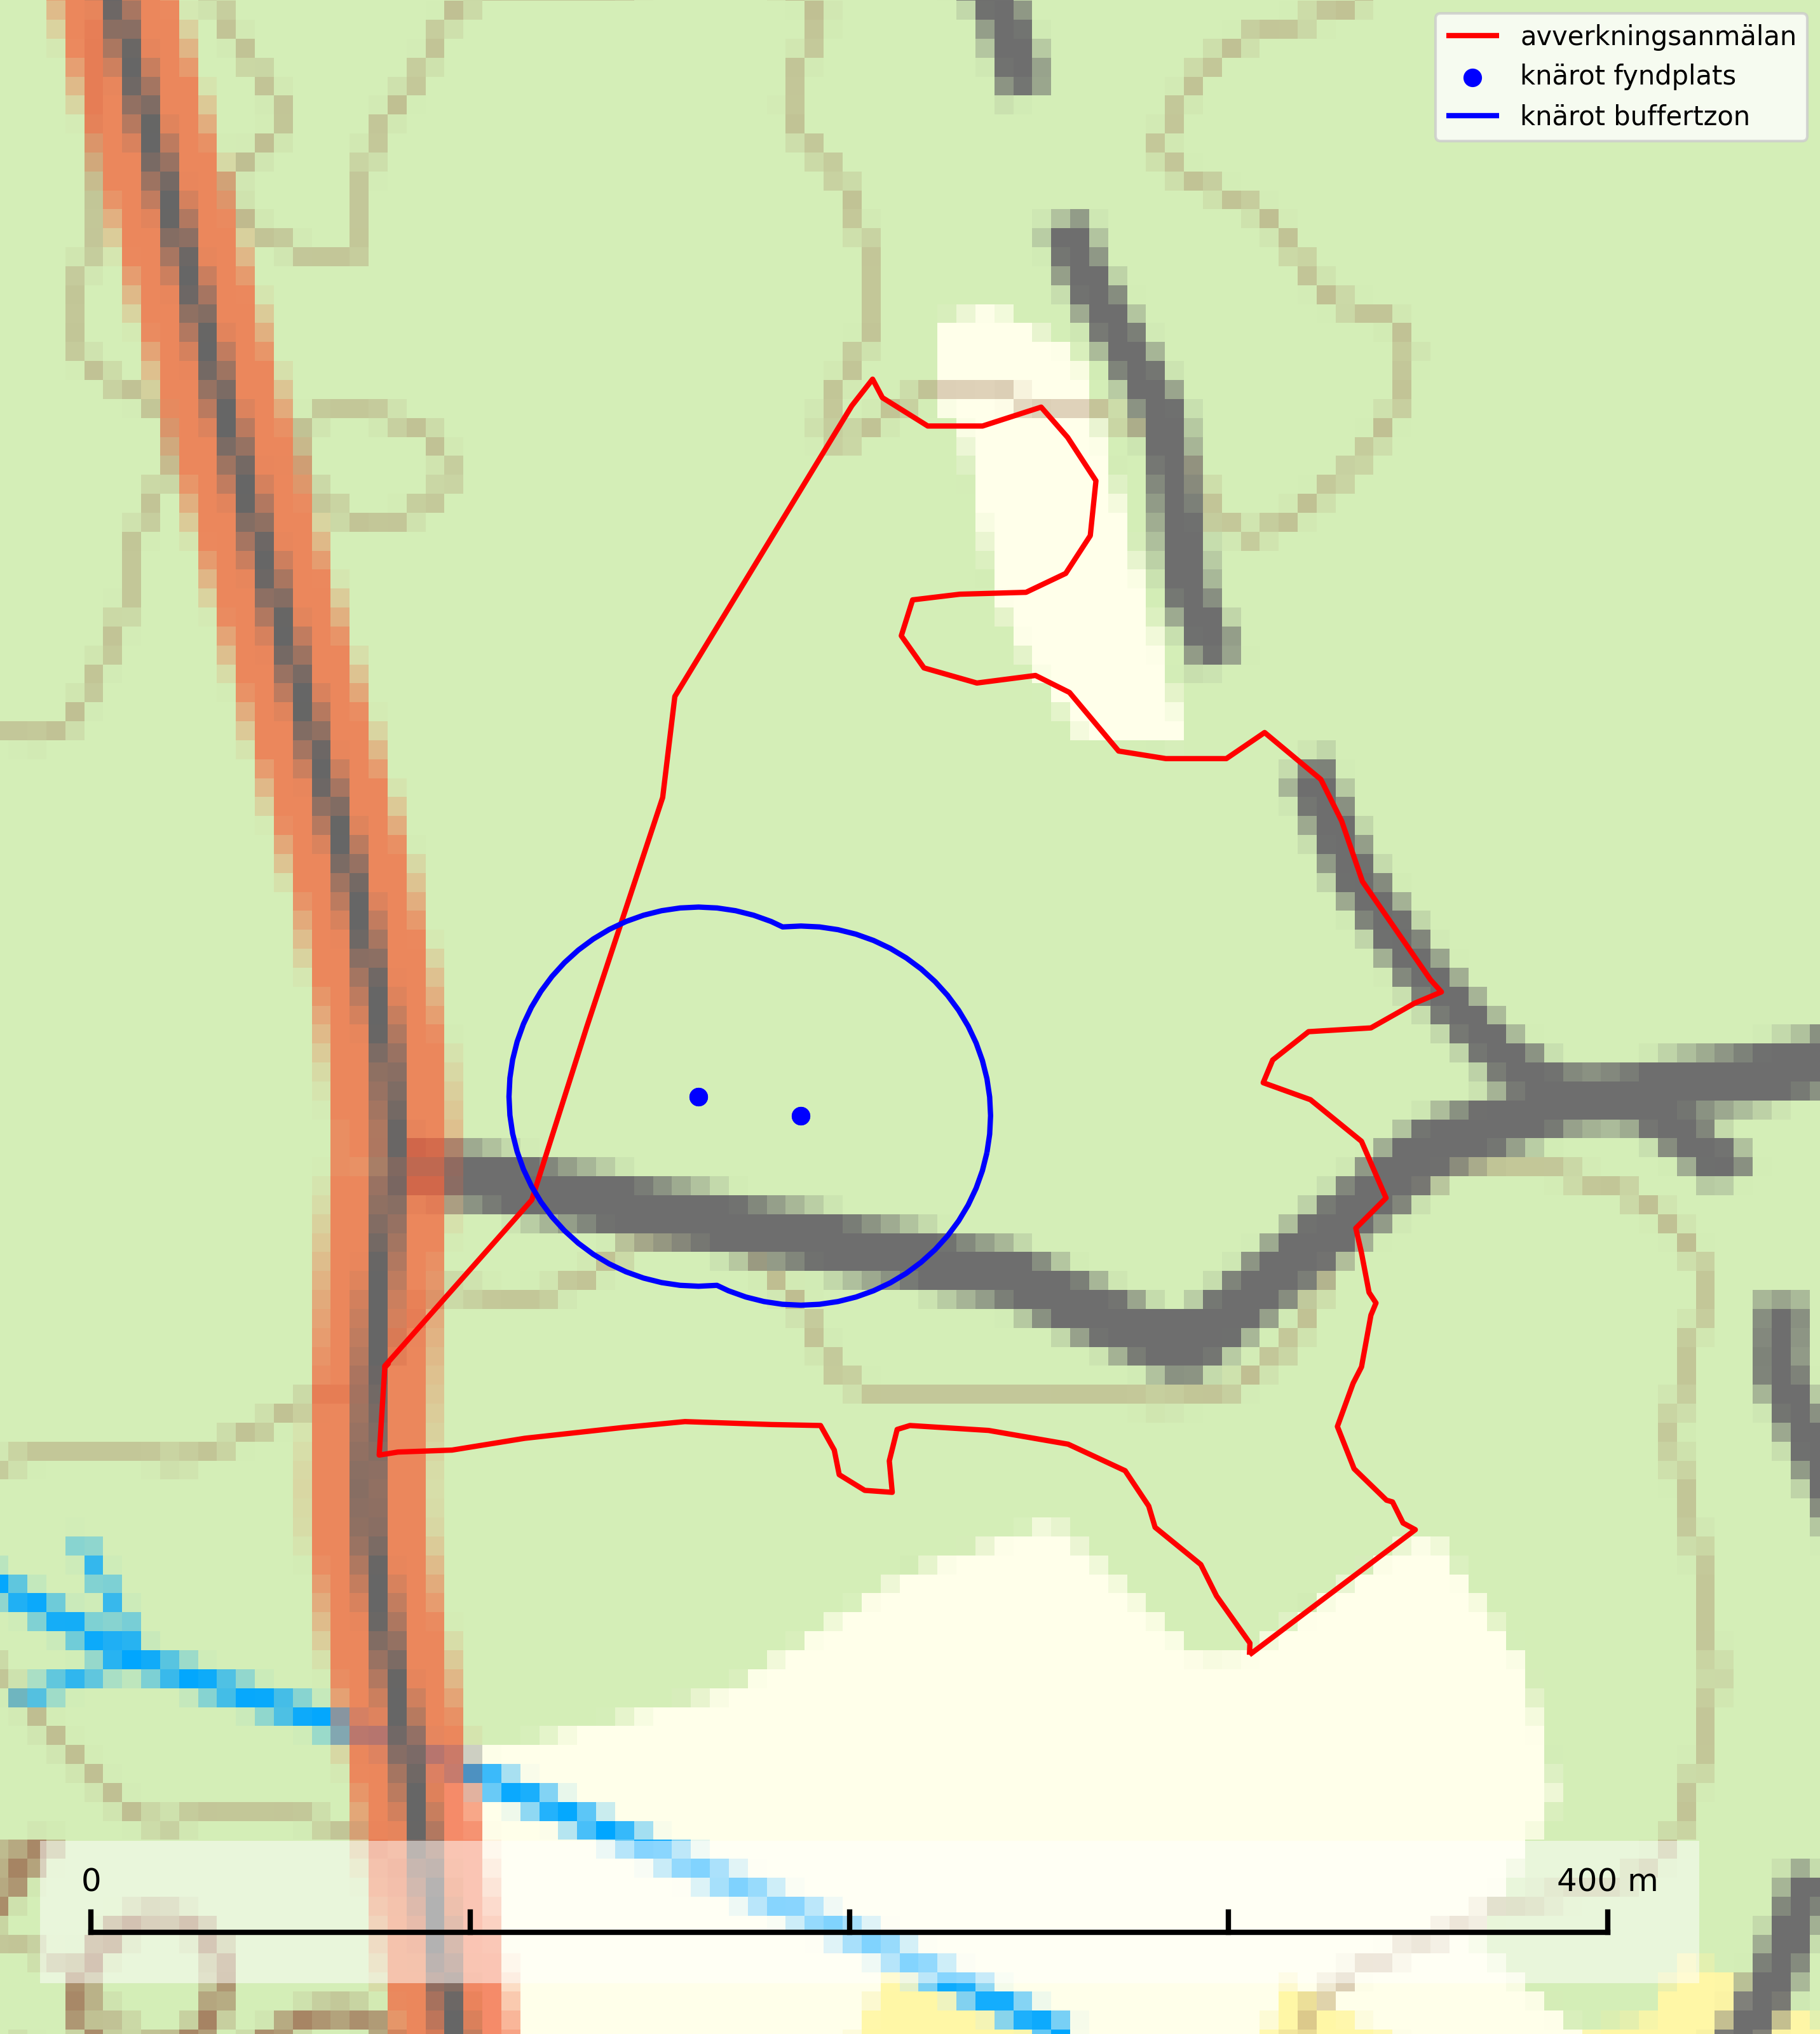 avverkningsanmälan
knärot fyndplats
knärot buffertzon
0
400 m